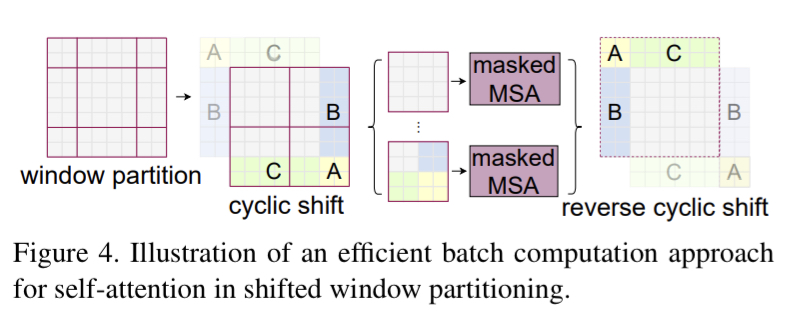 A C
B B
C A
window partition
cyclic shift
masked
MSA
masked
MSA
A C
B B
C A
reverse cyclic shift
Figure 4. Illustration of an efficient batch computation approach
for self-attention in shifted window partitioning.